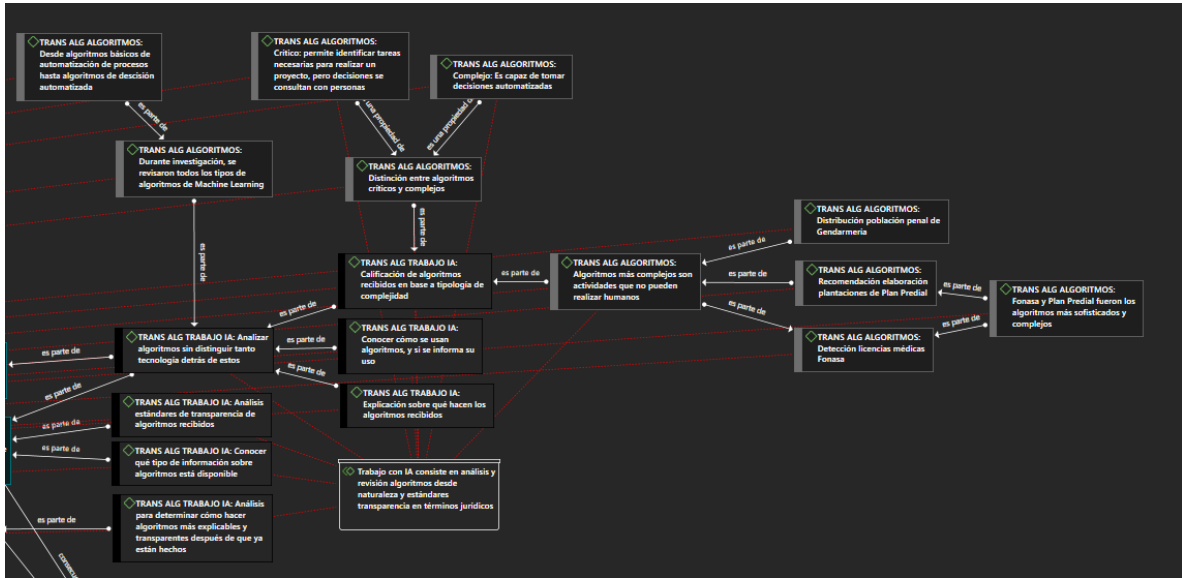 TRANS ALG ALGORITMOS:
Desde algoritmos básicos de
automatización de procesos
hasta algoritmos de descisión
automatizada
TRANS ALG ALGORITMOS:
Crítico: permite identificar tareas
necesarias para realizar un
proyecto, pero decisiones se
consultan con personas
TRANS ALG ALGORITMOS:
Complejo: Es capaz de tomar
decisiones automatizadas
es parte de
una propiedad de
es una propiedad de
TRANS ALG ALGORITMOS:
Durante investigación, se
revisaron todos los tipos de
algoritmos de Machine Learning
TRANS ALG ALGORITMOS:
Distinción entre algoritmos
críticos y complejos
es parte de
es parte de
TRANS ALG ALGORITMOS:
Distribución población penal de
Gendarmería
es parte de
TRANS ALG TRABAJO IA:
Calificación de algoritmos
recibidos en base a tipología de
complejidad
es parte de
TRANS ALG ALGORITMOS:
Algoritmos más complejos son
actividades que no pueden
realizar humanos
es parte de
TRANS ALG ALGORITMOS:
Recomendación elaboración
plantaciones de Plan Predial
es parte de
TRANS ALG ALGORITMOS:
Fonasa y Plan Predial fueron los
algoritmos más sofisticados y
complejos
es parte de
es parte de
TRANS ALG ALGORITMOS:
Detección licencias médicas
Fonasa
es parte de
TRANS ALG TRABAJO IA: Analizar
algoritmos sin distinguir tanto
tecnología detrás de estos
es parte de
es parte de
TRANS ALG TRABAJO IA:
Conocer cómo se usan
algoritmos, y si se informa su
uso
es parte de
es parte de
TRANS ALG TRABAJO IA:
Explicación sobre qué hacen los
algoritmos recibidos
es parte de
TRANS ALG TRABAJO IA: Análisis
estándares de transparencia de
algoritmos recibidos
es parte de
TRANS ALG TRABAJO IA: Conocer
qué tipo de información sobre
algoritmos está disponible
es parte de
Trabajo con IA consiste en análisis y
revisión algoritmos desde
naturaleza y estándares
transparencia en términos jurídicos
TRANS ALG TRABAJO IA: Análisis
para determinar cómo hacer
algoritmos más explicables y
transparentes después de que ya
están hechos
es parte de